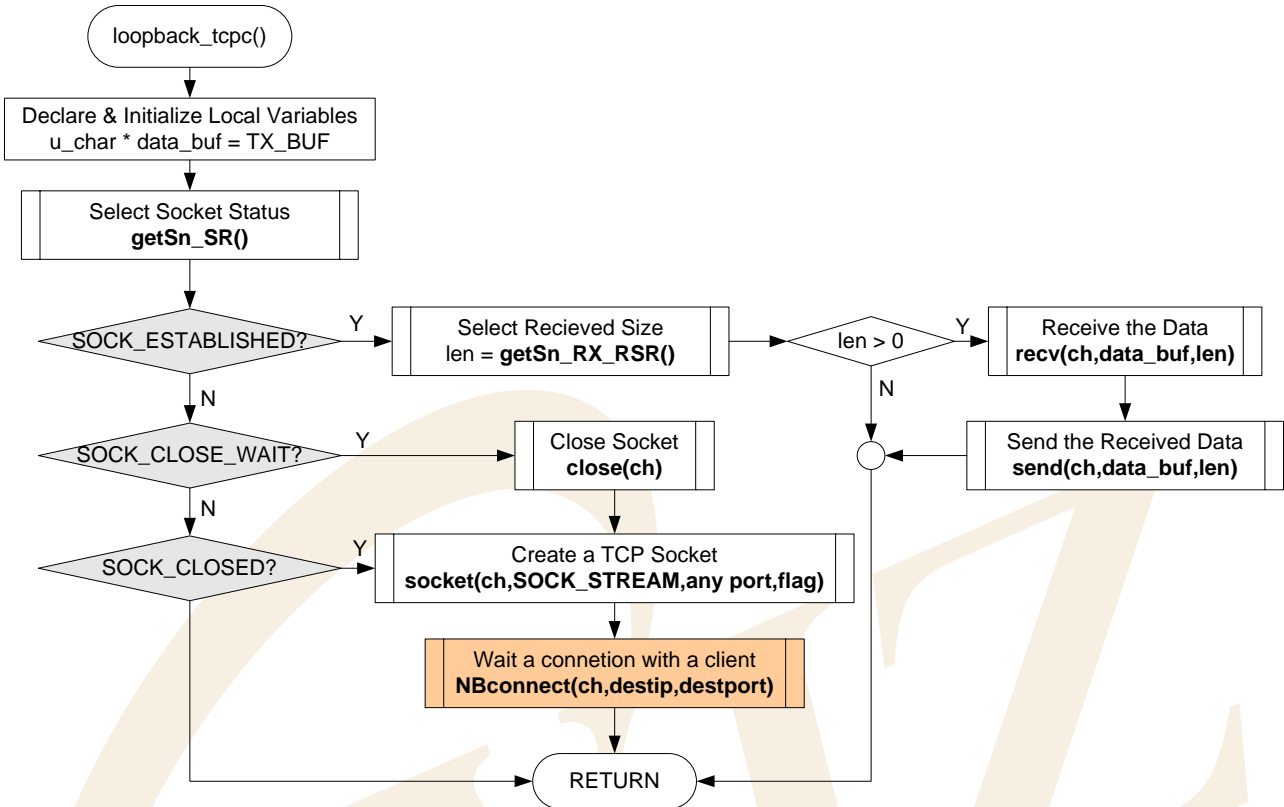 loopback_tcpc()
Declare & Initialize Local Variables
u_char * data_buf = TX_BUF
Select Socket Status
getSn_SR()
SOCK_ESTABLISHED?
Y
Select Recieved Size
len = getSn_RX_RSR()
len > 0
Y
Receive the Data
recv(ch,data_buf,len)
N
N
SOCK_CLOSE_WAIT?
Y
Close Socket
close(ch)
Send the Received Data
send(ch,data_buf,len)
N
SOCK_CLOSED?
Y
Create a TCP Socket
socket(ch,SOCK_STREAM,any port,flag)
Wait a connetion with a client
NBconnect(ch,destip,destport)
RETURN